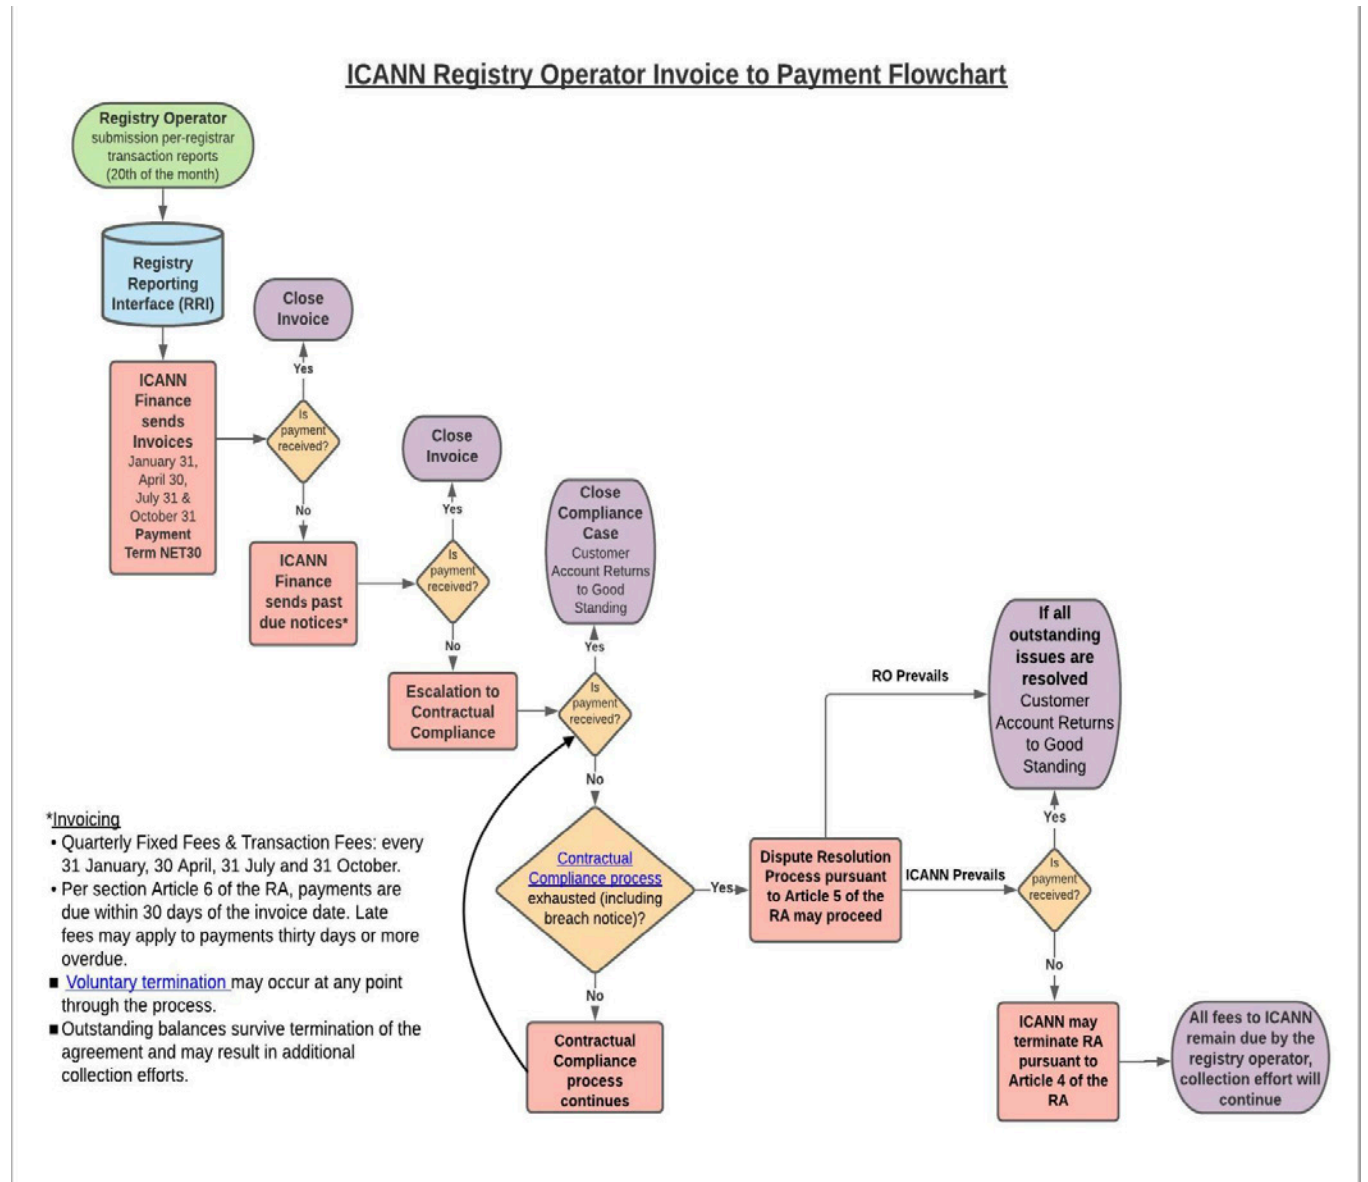 ICANN Registry Operator Invoice to Payment Flowchart
Registry Operator
submission per-registrar
transaction reports
(20th of the month)
Registry
Reporting
Interface (RRI)
ICANN
Finance
sends
Invoices
January 31,
April 30,
July 31 &
October 31
Payment
Term NET30
Is
payment
received?
Yes
Close
Invoice
No
ICANN
Finance
sends past
due notices*
Is
payment
received?
Yes
Close
Invoice
No
Escalation to
Contractual
Compliance
Is
payment
received?
Yes
Close
Compliance
Case
Customer
Account Returns
to Good
Standing
No
Contractual
Compliance process
exhausted (including
breach notice)?
No
Contractual
Compliance
process
continues
Yes
Dispute Resolution
Process pursuant
to Article 5 of the
RA may proceed
RO Prevails
If all
outstanding
issues are
resolved
Customer
Account Returns
to Good
Standing
ICANN Prevails
Is
payment
received?
Yes
No
ICANN may
terminate RA
pursuant to
Article 4 of the
RA
All fees to ICANN
remain due by the
registry operator,
collection effort will
continue
*Invoicing
• Quarterly Fixed Fees & Transaction Fees: every
31 January, 30 April, 31 July and 31 October.
• Per section Article 6 of the RA, payments are
due within 30 days of the invoice date. Late
fees may apply to payments thirty days or more
overdue.
■ Voluntary termination may occur at any point
through the process.
■ Outstanding balances survive termination of the
agreement and may result in additional
collection efforts.